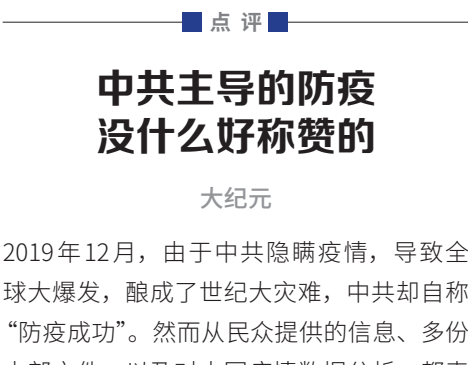 点评
中共主导的防疫
没什么好称赞的
大纪元
2019年12月，由于中共隐瞒疫情，导致全
球大爆发，酿成了世纪大灾难，中共却自称
“防疫成功”。然而从民众提供的信息、多份